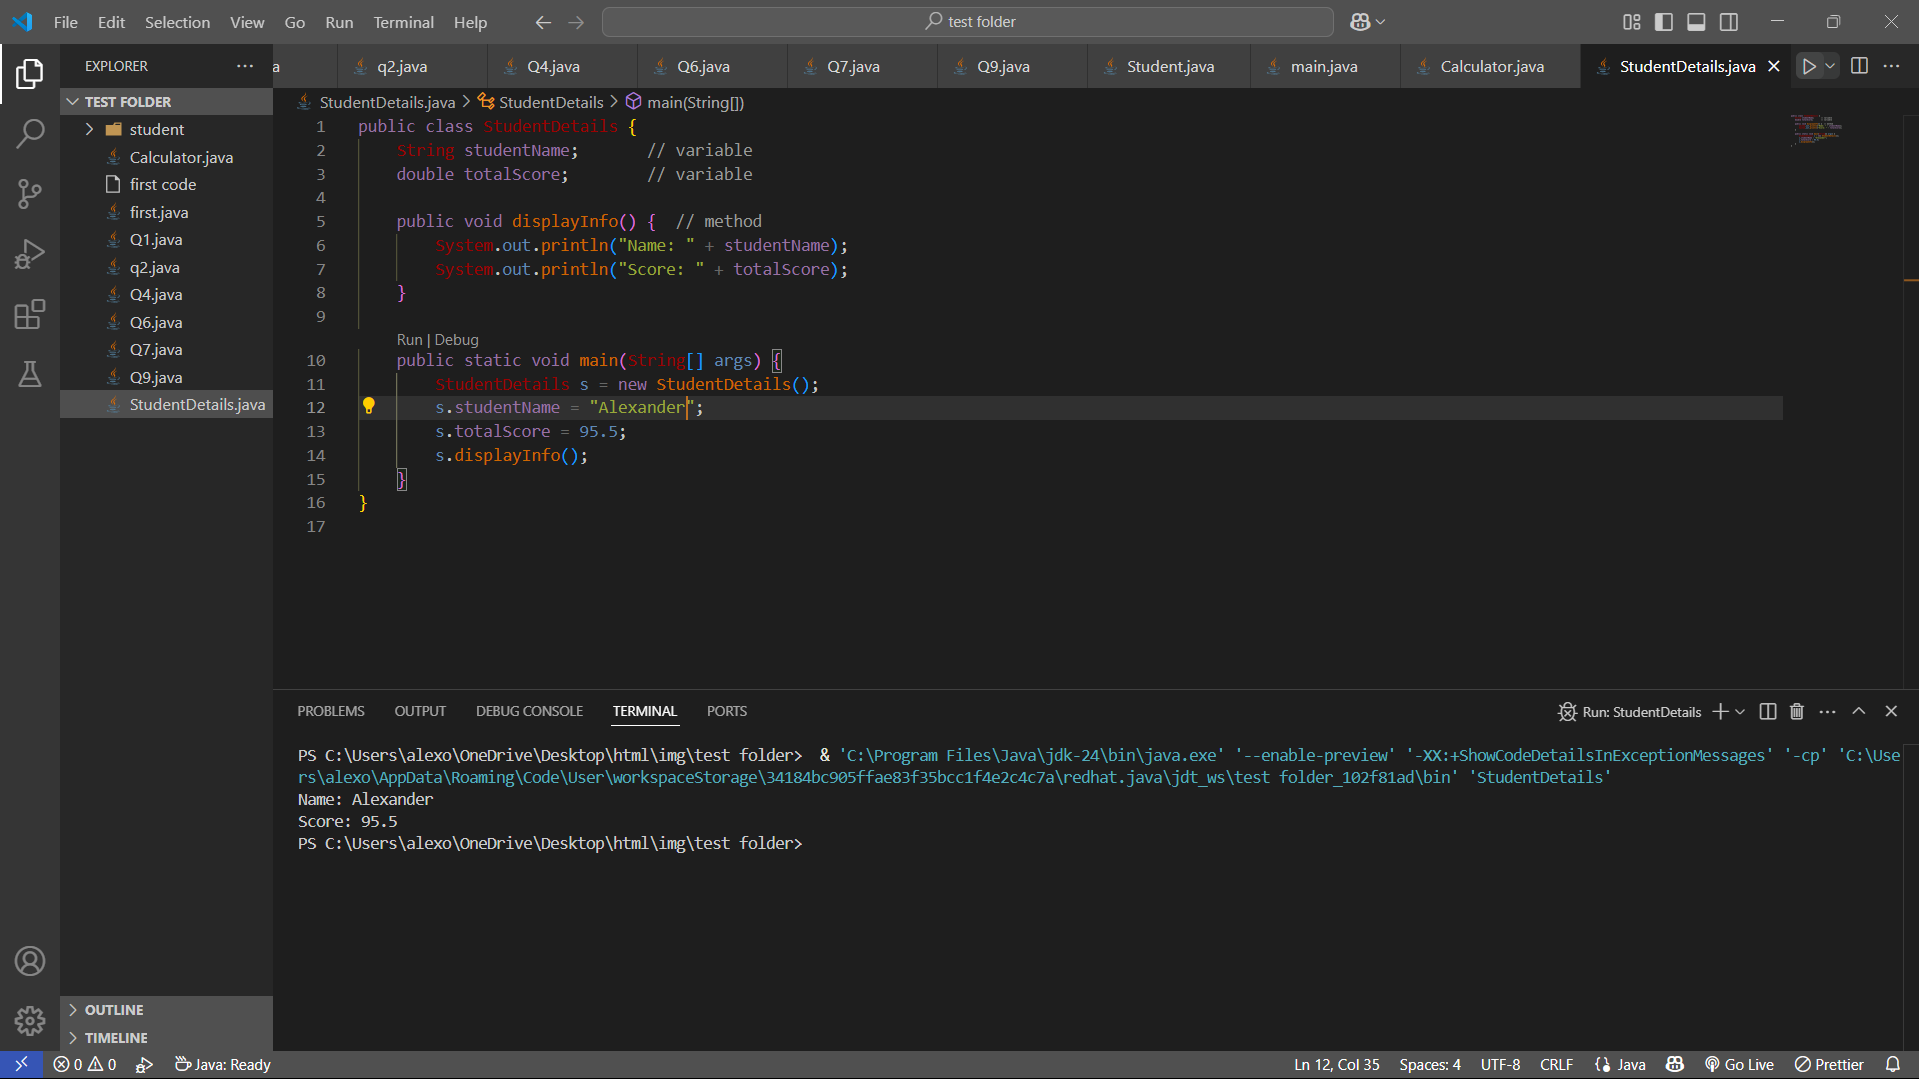 File Edit Selection View Go Run Terminal Help
test folder
EXPLORER
TEST FOLDER
student
Calculator.java
first code
first.java
Q1.java
q2.java
Q4.java
Q6.java
Q7.java
Q9.java
StudentDetails.java
OUTLINE
TIMELINE
a q2.java Q4.java Q6.java Q7.java Q9.java Student.java main.java Calculator.java StudentDetails.java
StudentDetails.java > StudentDetails > main(String[])
1 public class StudentDetails {
2 String studentName; // variable
3 double totalScore; // variable
4
5 public void displayInfo() { // method
6 System.out.println("Name: " + studentName);
7 System.out.println("Score: " + totalScore);
8 }
9
Run | Debug
10 public static void main(String[] args) {
11 StudentDetails s = new StudentDetails();
12 s.studentName = "Alexander";
13 s.totalScore = 95.5;
14 s.displayInfo();
15 }
16 }
17
PROBLEMS OUTPUT DEBUG CONSOLE TERMINAL PORTS
Run: StudentDetails
PS C:\Users\alexo\OneDrive\Desktop\html\img\test folder> & 'C:\Program Files\Java\jdk-24\bin\java.exe' '--enable-preview' '-XX:+ShowCodeDetailsInExceptionMessages' '-cp' 'C:\Use
rs\alexo\AppData\Roaming\Code\User\workspaceStorage\34184bc905ffae83f35bcc1f4e2c4c7a\redhat.java\jdt_ws\test folder_102f81ad\bin' 'StudentDetails'
Name: Alexander
Score: 95.5
PS C:\Users\alexo\OneDrive\Desktop\html\img\test folder>
0 0 Java: Ready
Ln 12, Col 35 Spaces: 4 UTF-8 CRLF Java Go Live Prettier